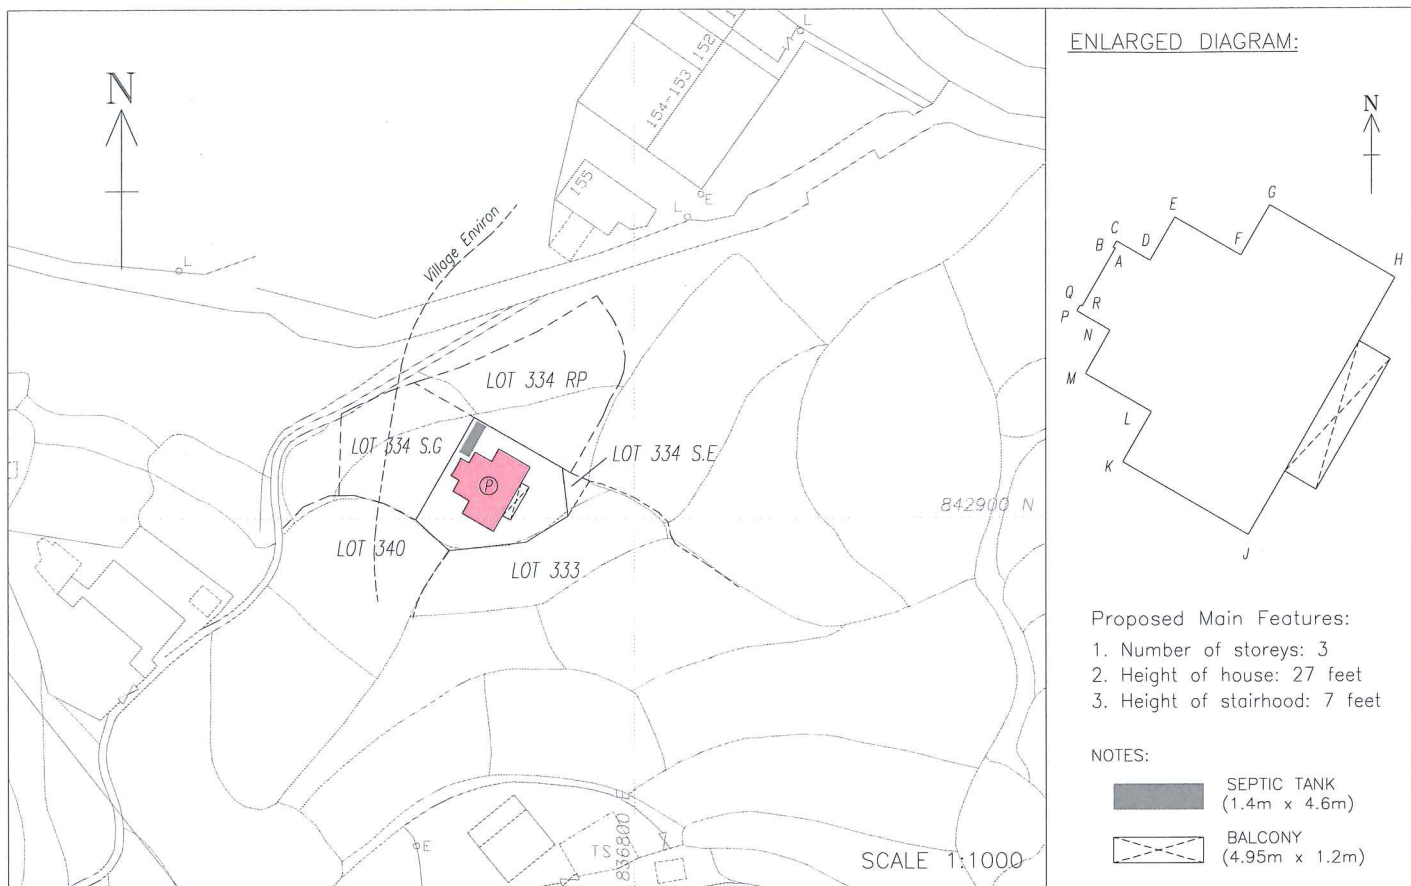 N
L
152
154-153
155
L
E
Village Environ
L
LOT 334 RP
LOT 334 S.G
LOT 334 S.E
P
842900 N
LOT 340
LOT 333
E
TS
836800 E
SCALE 1:1000
ENLARGED DIAGRAM:
N
G
E
C
B
D
F
A
H
Q
R
P
N
M
L
K
J
Proposed Main Features:
1. Number of storeys: 3
2. Height of house: 27 feet
3. Height of stairhood: 7 feet
NOTES:
SEPTIC TANK
(1.4m x 4.6m)
BALCONY
(4.95m x 1.2m)